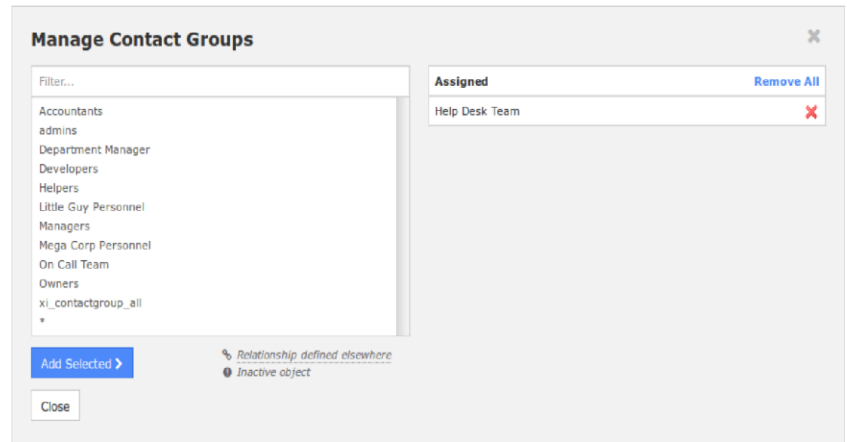 Manage Contact Groups
Filter...
Accountants
admins
Department Manager
Developers
Helpers
Little Guy Personnel
Managers
Mega Corp Personnel
On Call Team
Owners
xi_contactgroup_all
*
Add Selected
Relationship defined elsewhere
Inactive object
Close
Assigned Remove All
Help Desk Team